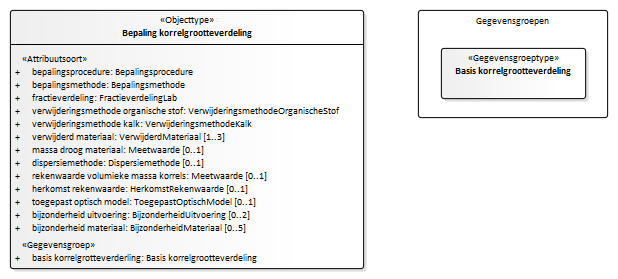 «Objecttype»
Bepaling korrelgrootteverdeling
«Attribuutsoort»
+ bepalingsprocedure: Bepalingsprocedure
+ bepalingsmethode: Bepalingsmethode
+ fractieverdeling: FractieverdelingLab
+ verwijderingsmethode organische stof: VerwijderingsmethodeOrganischeStof
+ verwijderingsmethode kalk: VerwijderingsmethodeKalk
+ verwijderd materiaal: VerwijderdMateriaal [1..3]
+ massa droog materiaal: Meetwaarde [0..1]
+ dispersiemethode: Dispersiemethode [0..1]
+ rekenwaarde volumieke massa korrels: Meetwaarde [0..1]
+ herkomst rekenwaarde: HerkomstRekenwaarde [0..1]
+ toegepast optisch model: ToegepastOptischModel [0..1]
+ bijzonderheid uitvoering: BijzonderheidUitvoering [0..2]
+ bijzonderheid materiaal: BijzonderheidMateriaal [0..5]
«Gegevensgroep»
+ basis korrelgrotteverderling: Basis korrelgrootteverdeling
Gegevensgroepen
«Gegevensgroeptype»
Basis korrelgrootteverdeling